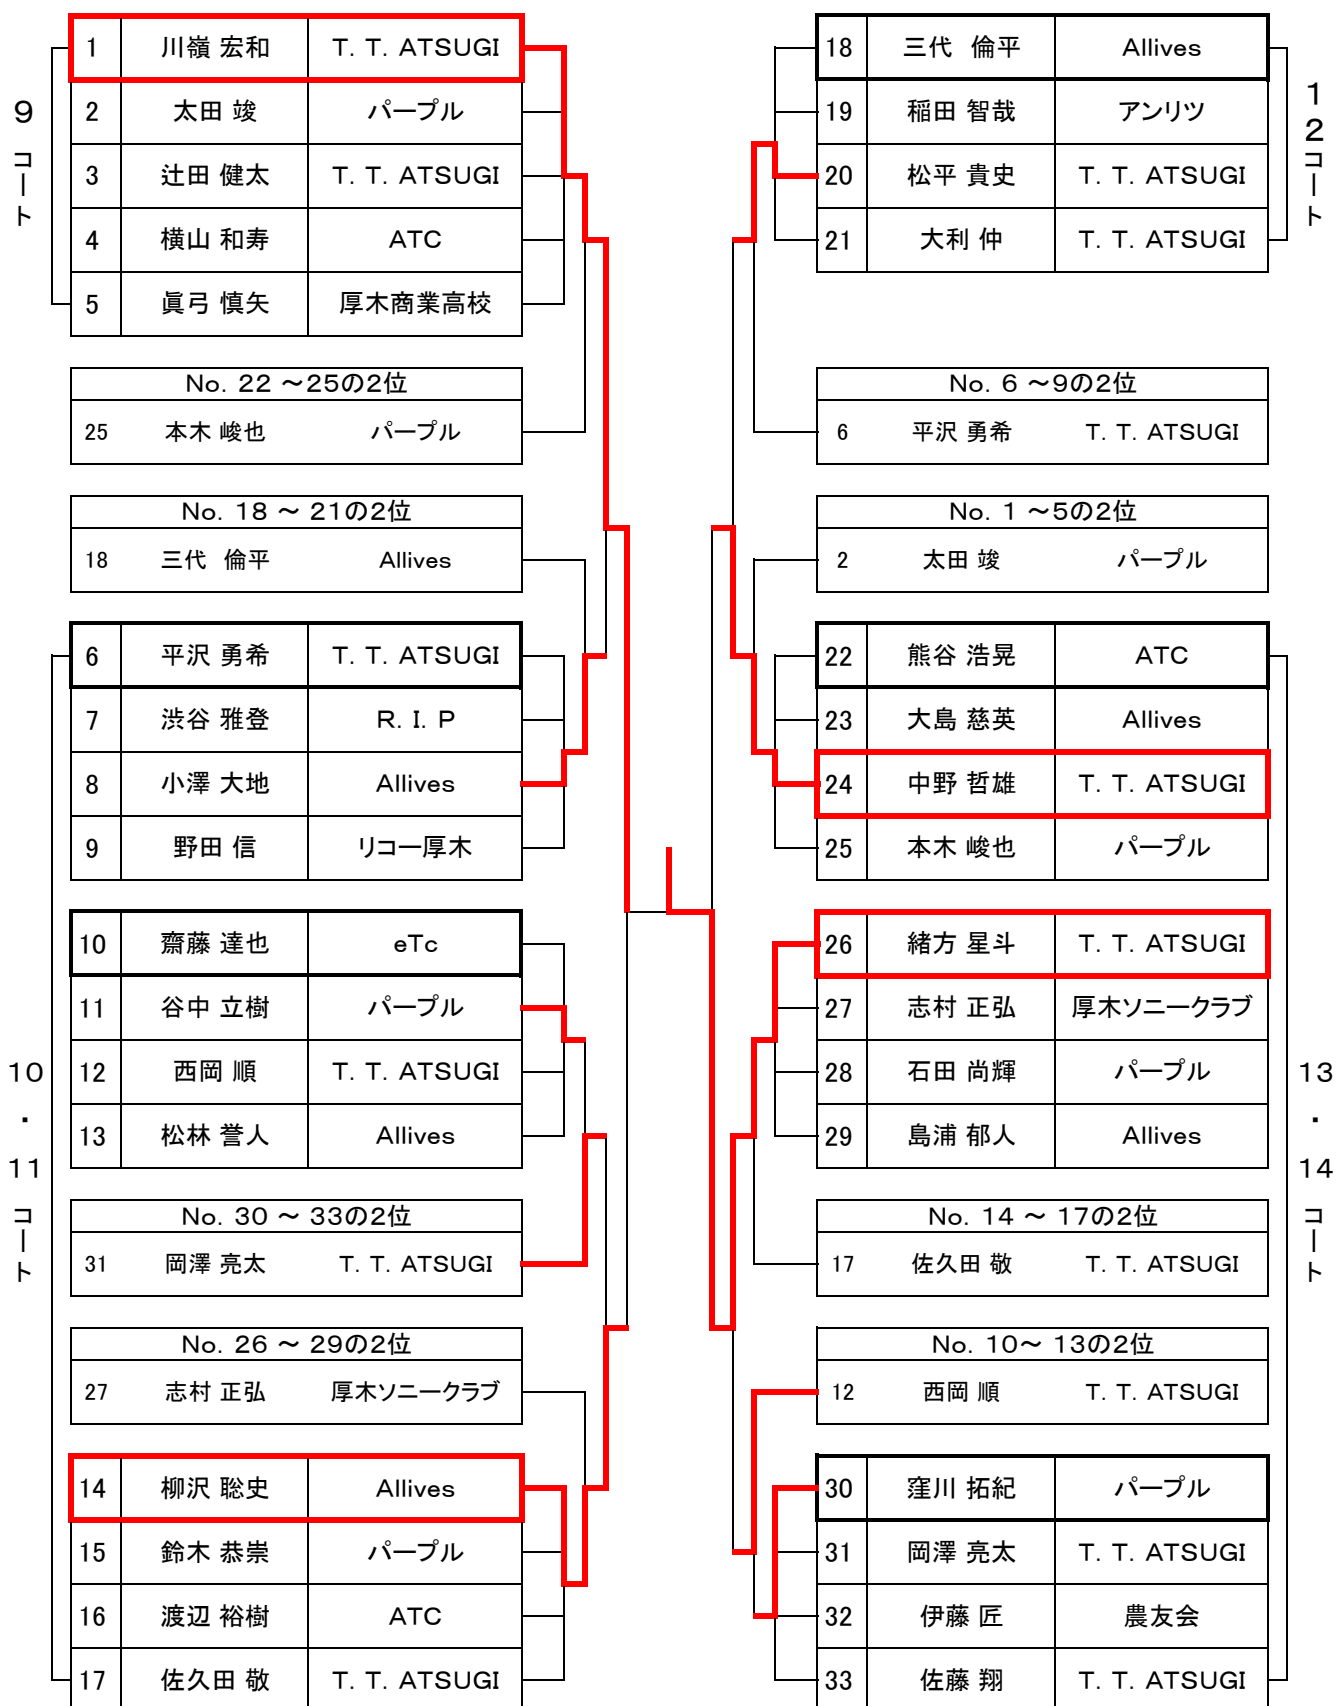 9コート
1 川嶺 宏和 T. T. ATSUGI
2 太田 竣 パープル
3 辻田 健太 T. T. ATSUGI
4 横山 和寿 ATC
5 眞弓 慎矢 厚木商業高校
No. 22 ～25の2位
25 本木 峻也 パープル
No. 18 ～ 21の2位
18 三代 倫平 Allives
10・11コート
6 平沢 勇希 T. T. ATSUGI
7 渋谷 雅登 R. I. P
8 小澤 大地 Allives
9 野田 信 リコー厚木
10 齋藤 達也 eTc
11 谷中 立樹 パープル
12 西岡 順 T. T. ATSUGI
13 松林 誉人 Allives
No. 30 ～ 33の2位
31 岡澤 亮太 T. T. ATSUGI
No. 26 ～ 29の2位
27 志村 正弘 厚木ソニークラブ
14 柳沢 聡史 Allives
15 鈴木 恭崇 パープル
16 渡辺 裕樹 ATC
17 佐久田 敬 T. T. ATSUGI
12コート
18 三代 倫平 Allives
19 稲田 智哉 アンリツ
20 松平 貴史 T. T. ATSUGI
21 大利 仲 T. T. ATSUGI
No. 6 ～9の2位
6 平沢 勇希 T. T. ATSUGI
No. 1 ～5の2位
2 太田 竣 パープル
13・14コート
22 熊谷 浩晃 ATC
23 大島 慈英 Allives
24 中野 哲雄 T. T. ATSUGI
25 本木 峻也 パープル
26 緒方 星斗 T. T. ATSUGI
27 志村 正弘 厚木ソニークラブ
28 石田 尚輝 パープル
29 島浦 郁人 Allives
No. 14 ～ 17の2位
17 佐久田 敬 T. T. ATSUGI
No. 10～ 13の2位
12 西岡 順 T. T. ATSUGI
30 窪川 拓紀 パープル
31 岡澤 亮太 T. T. ATSUGI
32 伊藤 匠 農友会
33 佐藤 翔 T. T. ATSUGI